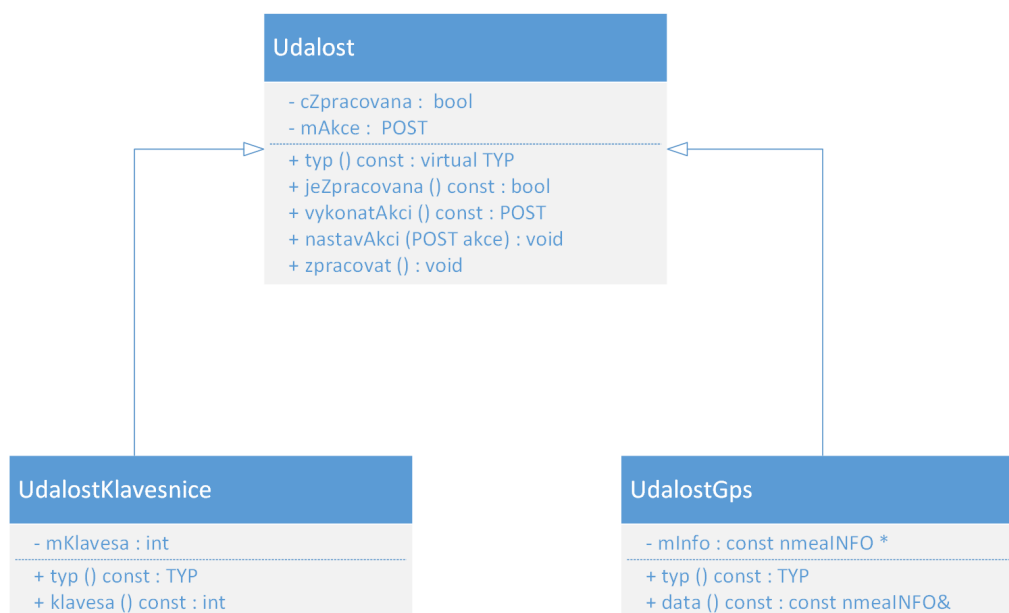 Udalost
- cZpracovana : bool
- mAkce : POST
+ typ () const : virtual TYP
+ jeZpracovana () const : bool
+ vykonatAkci () const : POST
+ nastavAkci (POST akce) : void
+ zpracovat () : void
UdalostKlavesnice
- mKlavesa : int
+ typ () const : TYP
+ klavesa () const : int
UdalostGps
- mInfo : const nmeaINFO *
+ typ () const : TYP
+ data () const : const nmeaINFO&